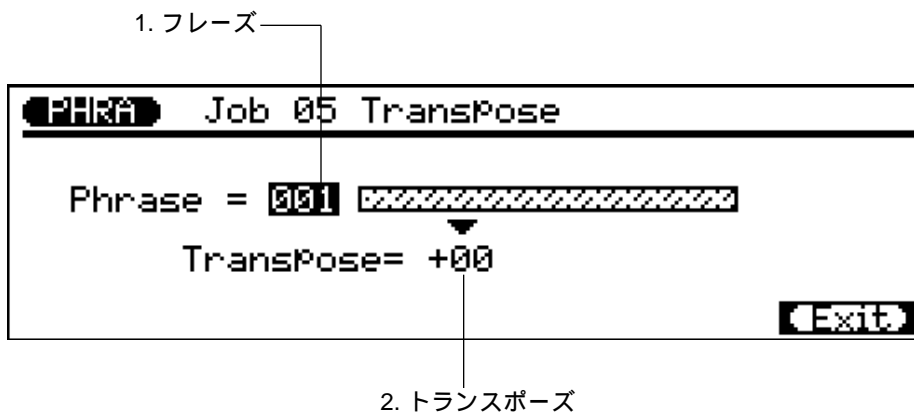 1. フレーズ
PHRA Job 05 Transpose
Phrase = 001
Transpose= +00
Exit
2. トランスポーズ